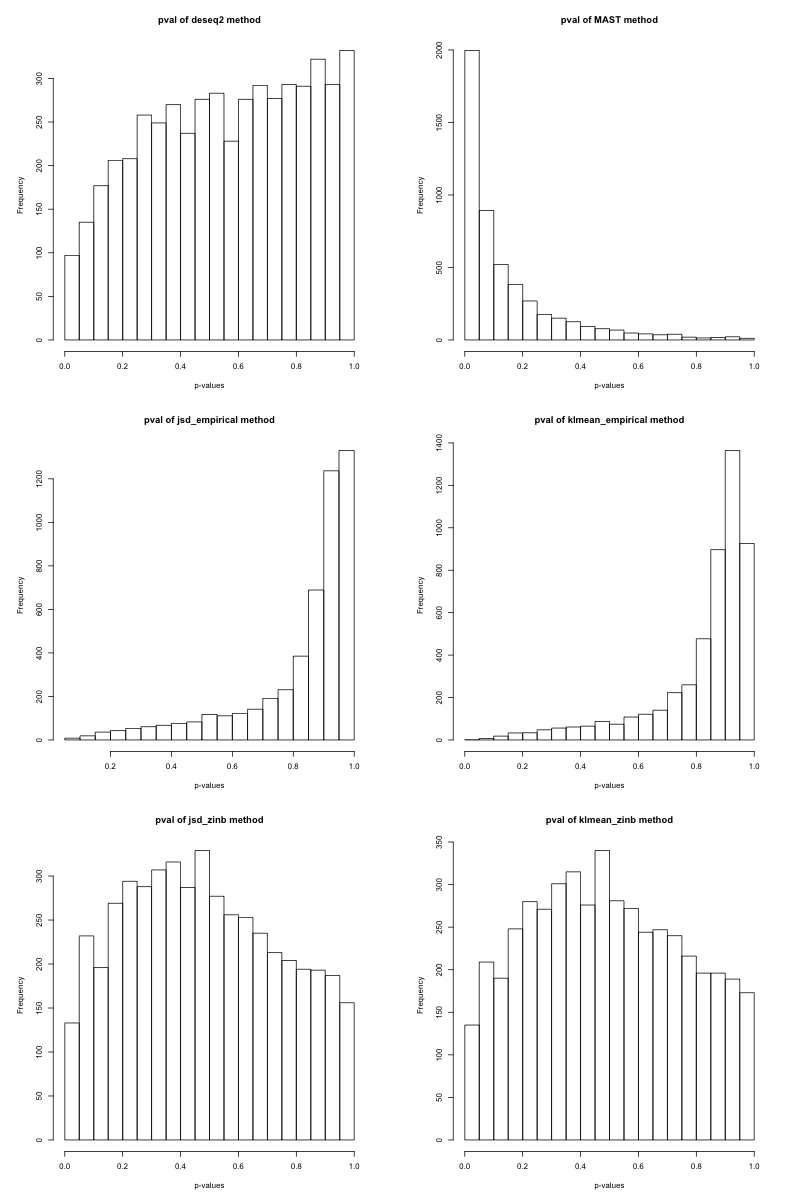 pval of deseq2 method
Frequency
0 50 100 150 200 250 300
0.0 0.2 0.4 0.6 0.8 1.0
p-values
pval of MAST method
Frequency
0 500 1000 1500 2000
0.0 0.2 0.4 0.6 0.8 1.0
p-values
pval of jsd_empirical method
Frequency
0 200 400 600 800 1000 1200
0.2 0.4 0.6 0.8 1.0
p-values
pval of klmean_empirical method
Frequency
0 200 400 600 800 1000 1200 1400
0.0 0.2 0.4 0.6 0.8 1.0
p-values
pval of jsd_zinb method
Frequency
0 50 100 150 200 250 300
0.0 0.2 0.4 0.6 0.8 1.0
p-values
pval of klmean_zinb method
Frequency
0 50 100 150 200 250 300 350
0.0 0.2 0.4 0.6 0.8 1.0
p-values